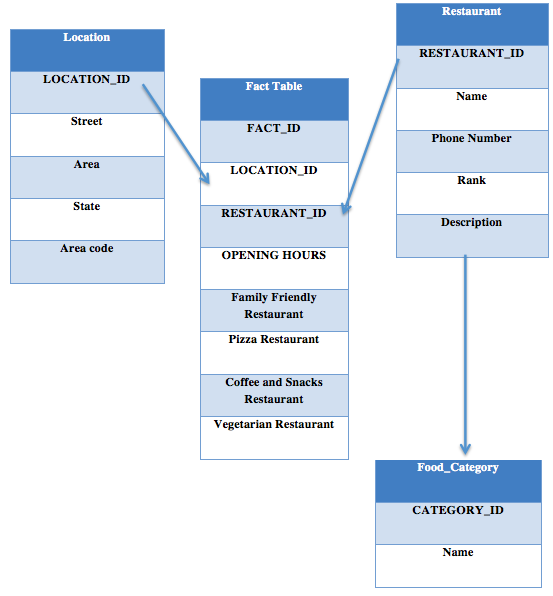 Location
LOCATION_ID
Street
Area
State
Area code
Fact Table
FACT_ID
LOCATION_ID
RESTAURANT_ID
OPENING HOURS
Family Friendly
Restaurant
Pizza Restaurant
Coffee and Snacks
Restaurant
Vegetarian Restaurant
Restaurant
RESTAURANT_ID
Name
Phone Number
Rank
Description
Food_Category
CATEGORY_ID
Name